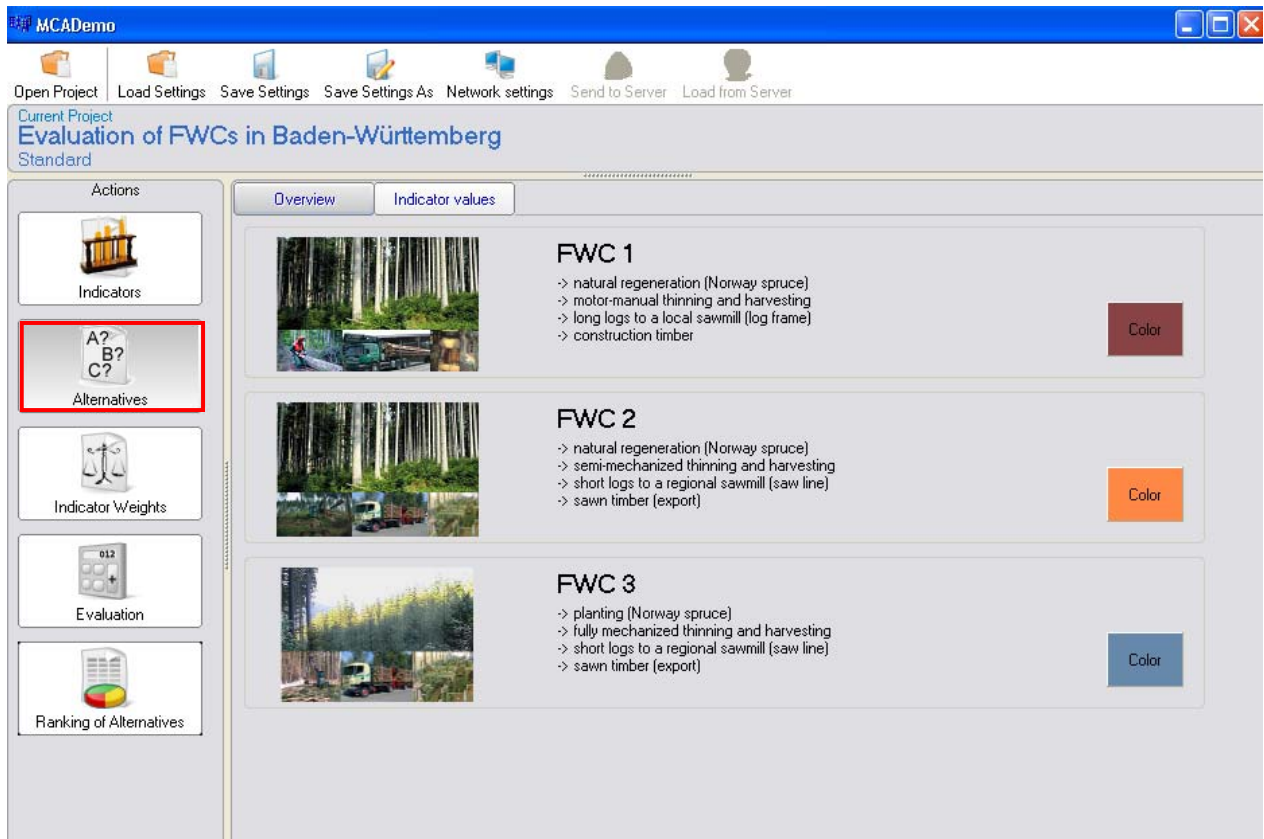 MCADemo
Open Project Load Settings Save Settings Save Settings As Network settings Send to Server Load from Server
Current Project
Evaluation of FWCs in Baden-Württemberg
Standard
Actions
Indicators
A?
B?
C?
Alternatives
Indicator Weights
012
+
Evaluation
Ranking of Alternatives
Overview Indicator values
FWC 1
-> natural regeneration (Norway spruce)
-> motor-manual thinning and harvesting
-> long logs to a local sawmill (log frame)
-> construction timber
Color
FWC 2
-> natural regeneration (Norway spruce)
-> semi-mechanized thinning and harvesting
-> short logs to a regional sawmill (saw line)
-> sawn timber (export)
Color
FWC 3
-> planting (Norway spruce)
-> fully mechanized thinning and harvesting
-> short logs to a regional sawmill (saw line)
-> sawn timber (export)
Color